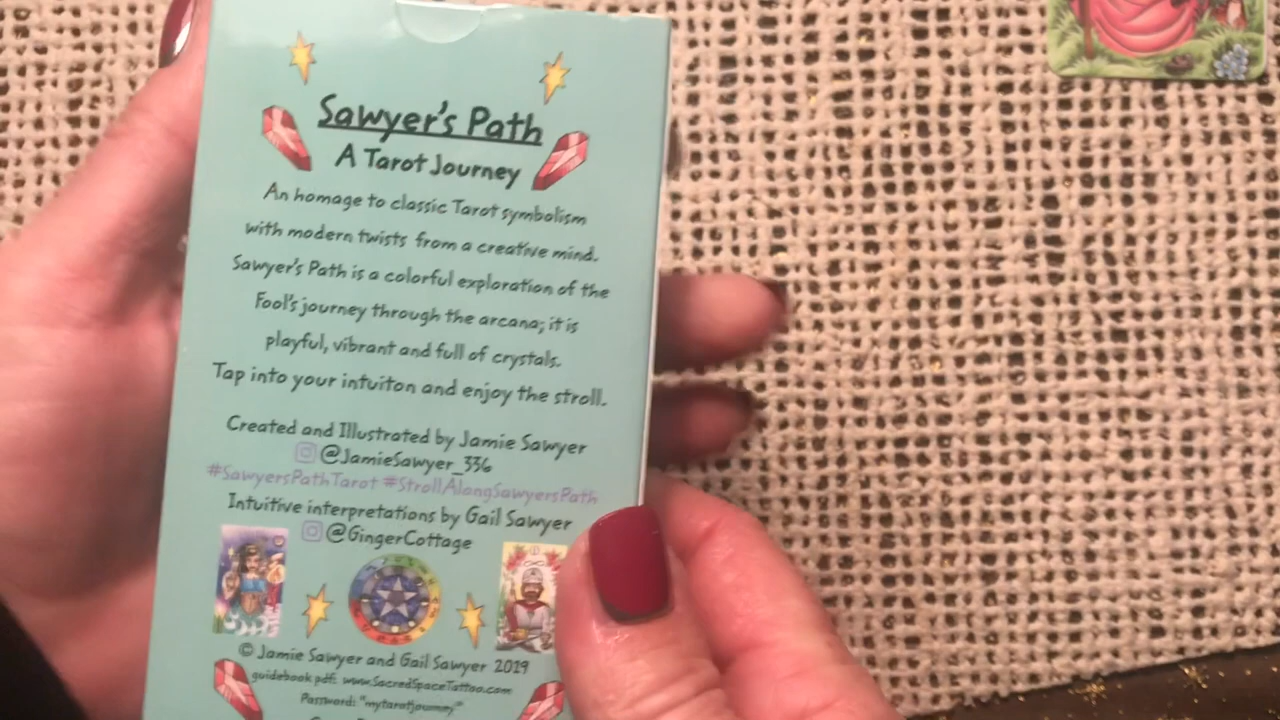 Sawyer's Path
A Tarot Journey
An homage to classic Tarot symbolism
with modern twists from a creative mind.
Sawyer's Path is a colorful exploration of the
Fool's journey through the arcana; it is
playful, vibrant and full of crystals.
Tap into your intuiton and enjoy the stroll.
Created and Illustrated by Jamie Sawyer
@JamieSawyer_336
#SawyersPathTarot #StrollAlongSawyersPath
Intuitive interpretations by Gail Sawyer
@GingerCottage
© Jamie Sawyer and Gail Sawyer 2019
guidebook pdf: www.SacredSpaceTattoo.com
Password: "mytarotjourney"